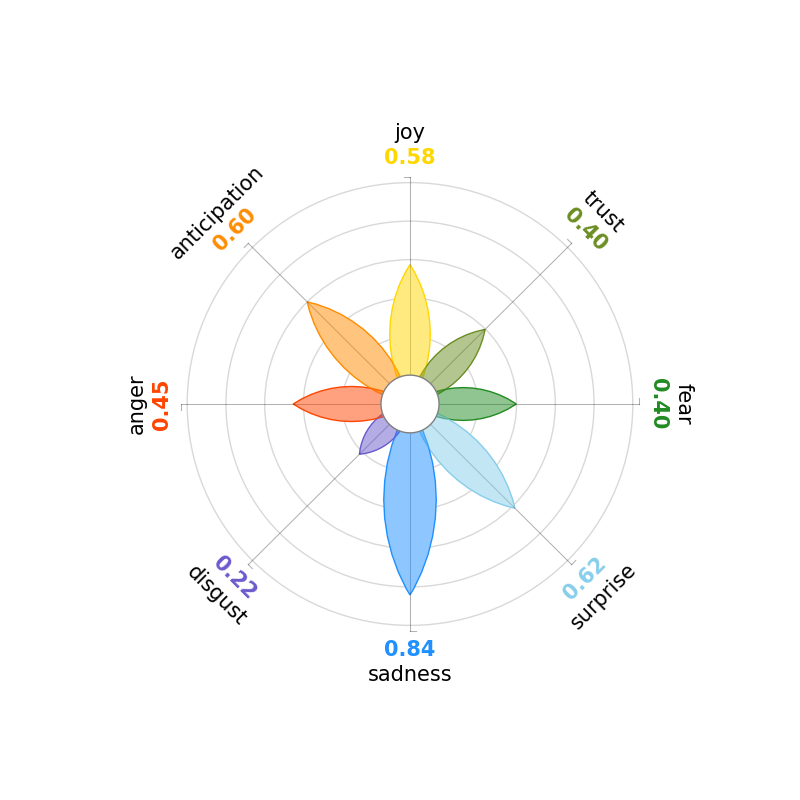 joy
0.58
trust
0.40
fear
0.40
surprise
0.62
sadness
0.84
disgust
0.22
anger
0.45
anticipation
0.60